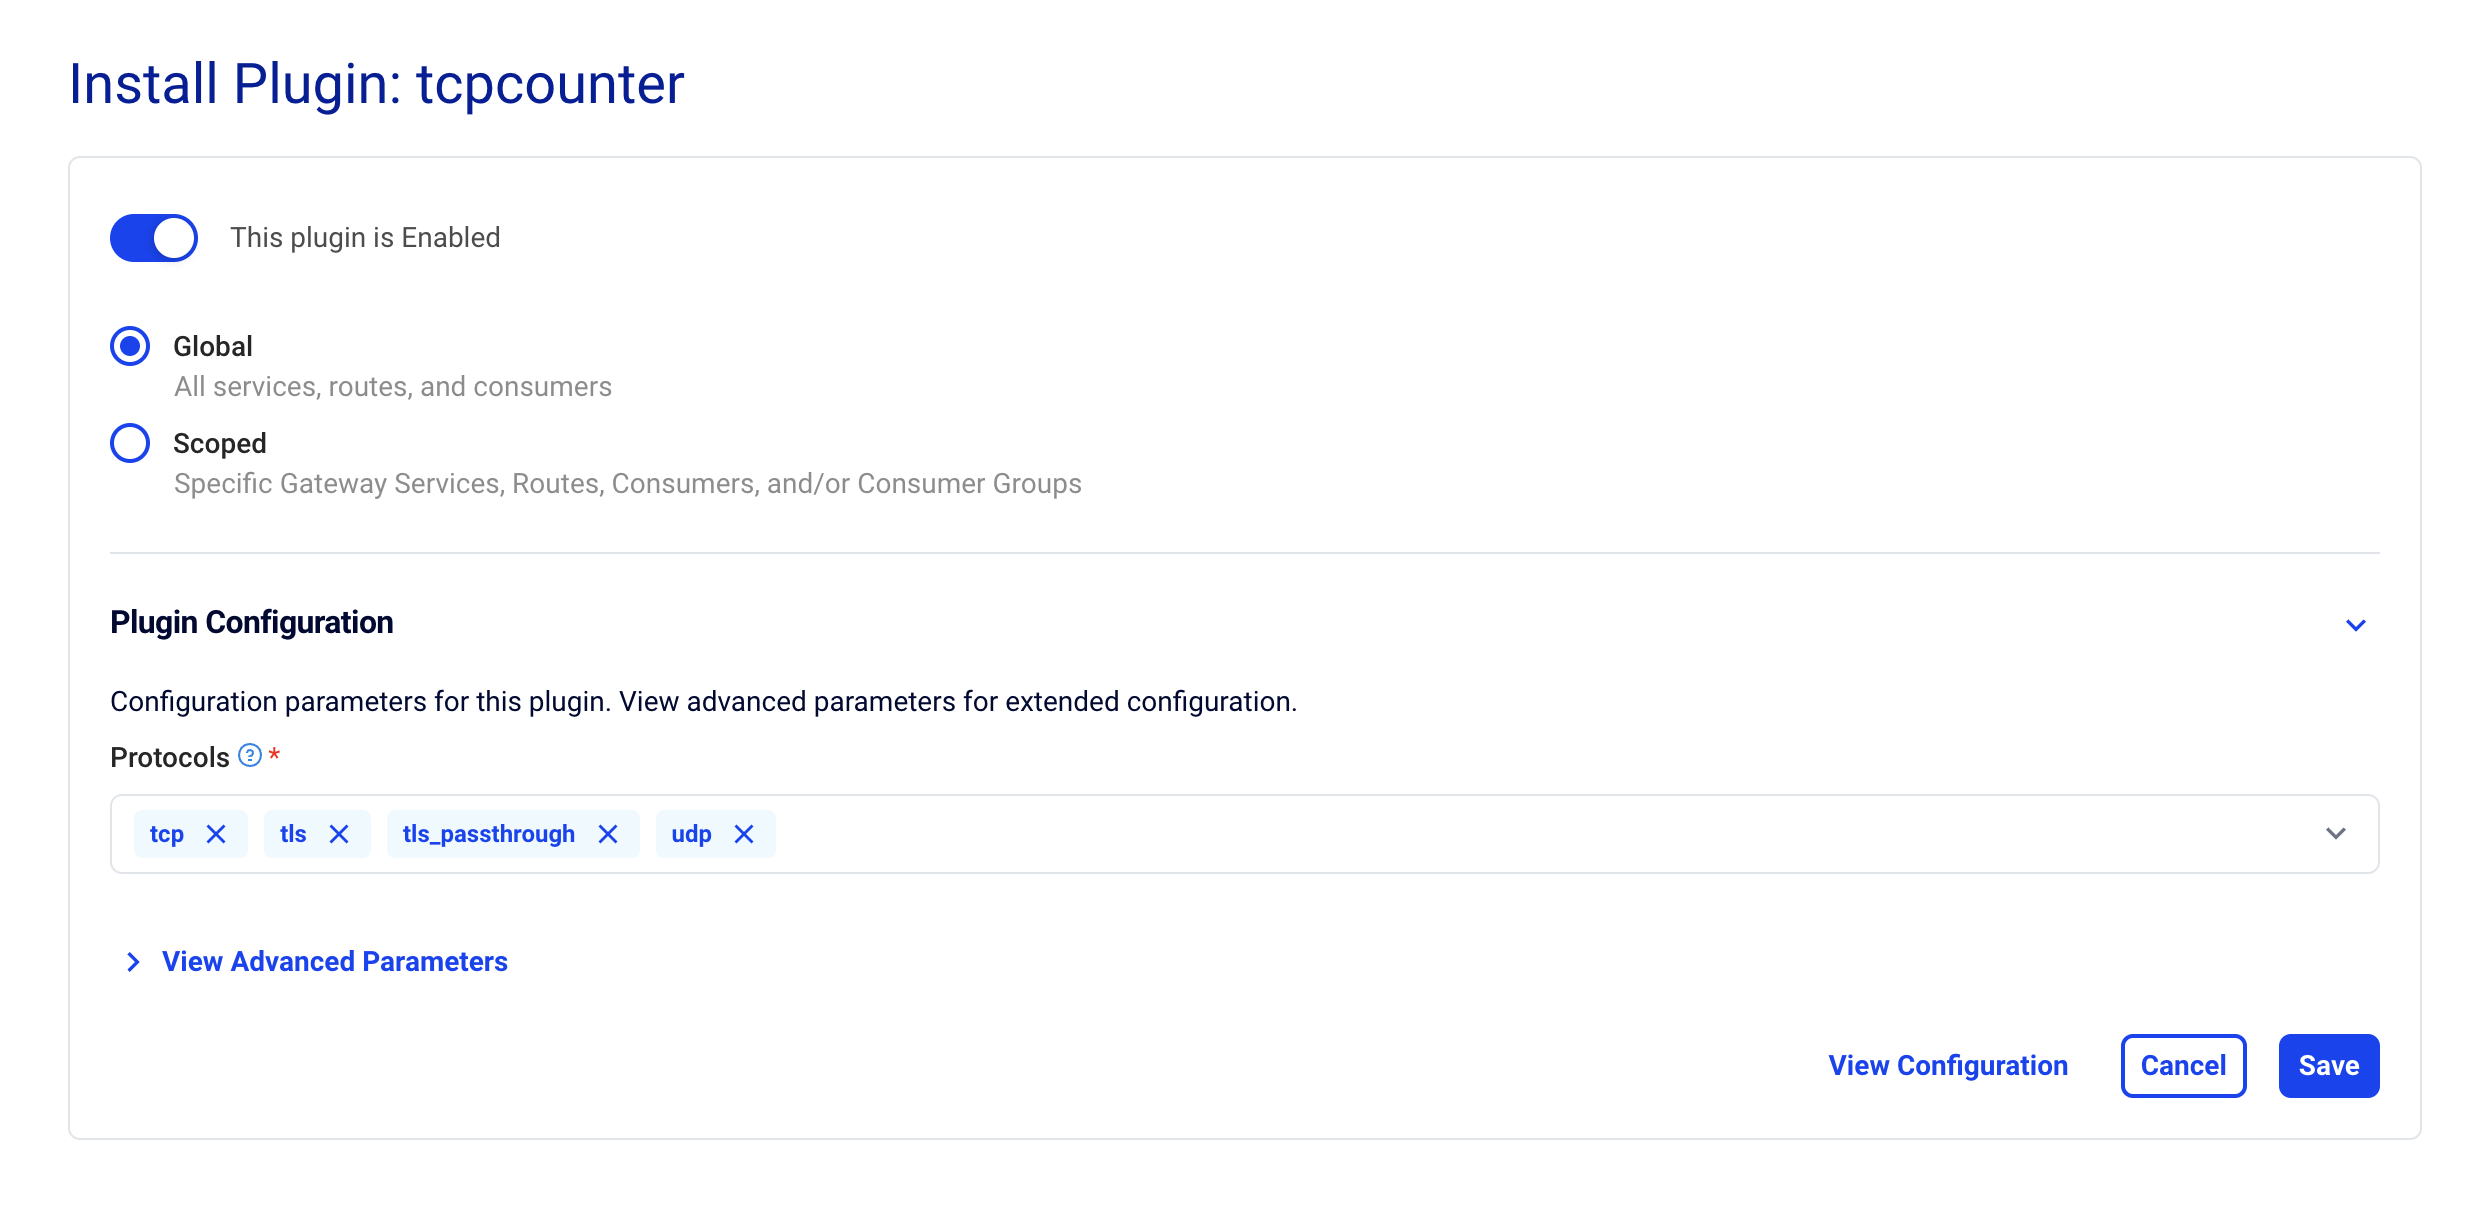 Install Plugin: tcpcounter
This plugin is Enabled
Global
All services, routes, and consumers
Scoped
Specific Gateway Services, Routes, Consumers, and/or Consumer Groups
Plugin Configuration
Configuration parameters for this plugin. View advanced parameters for extended configuration.
Protocols ? *
tcp tls tls_passthrough udp
View Advanced Parameters
View Configuration Cancel Save